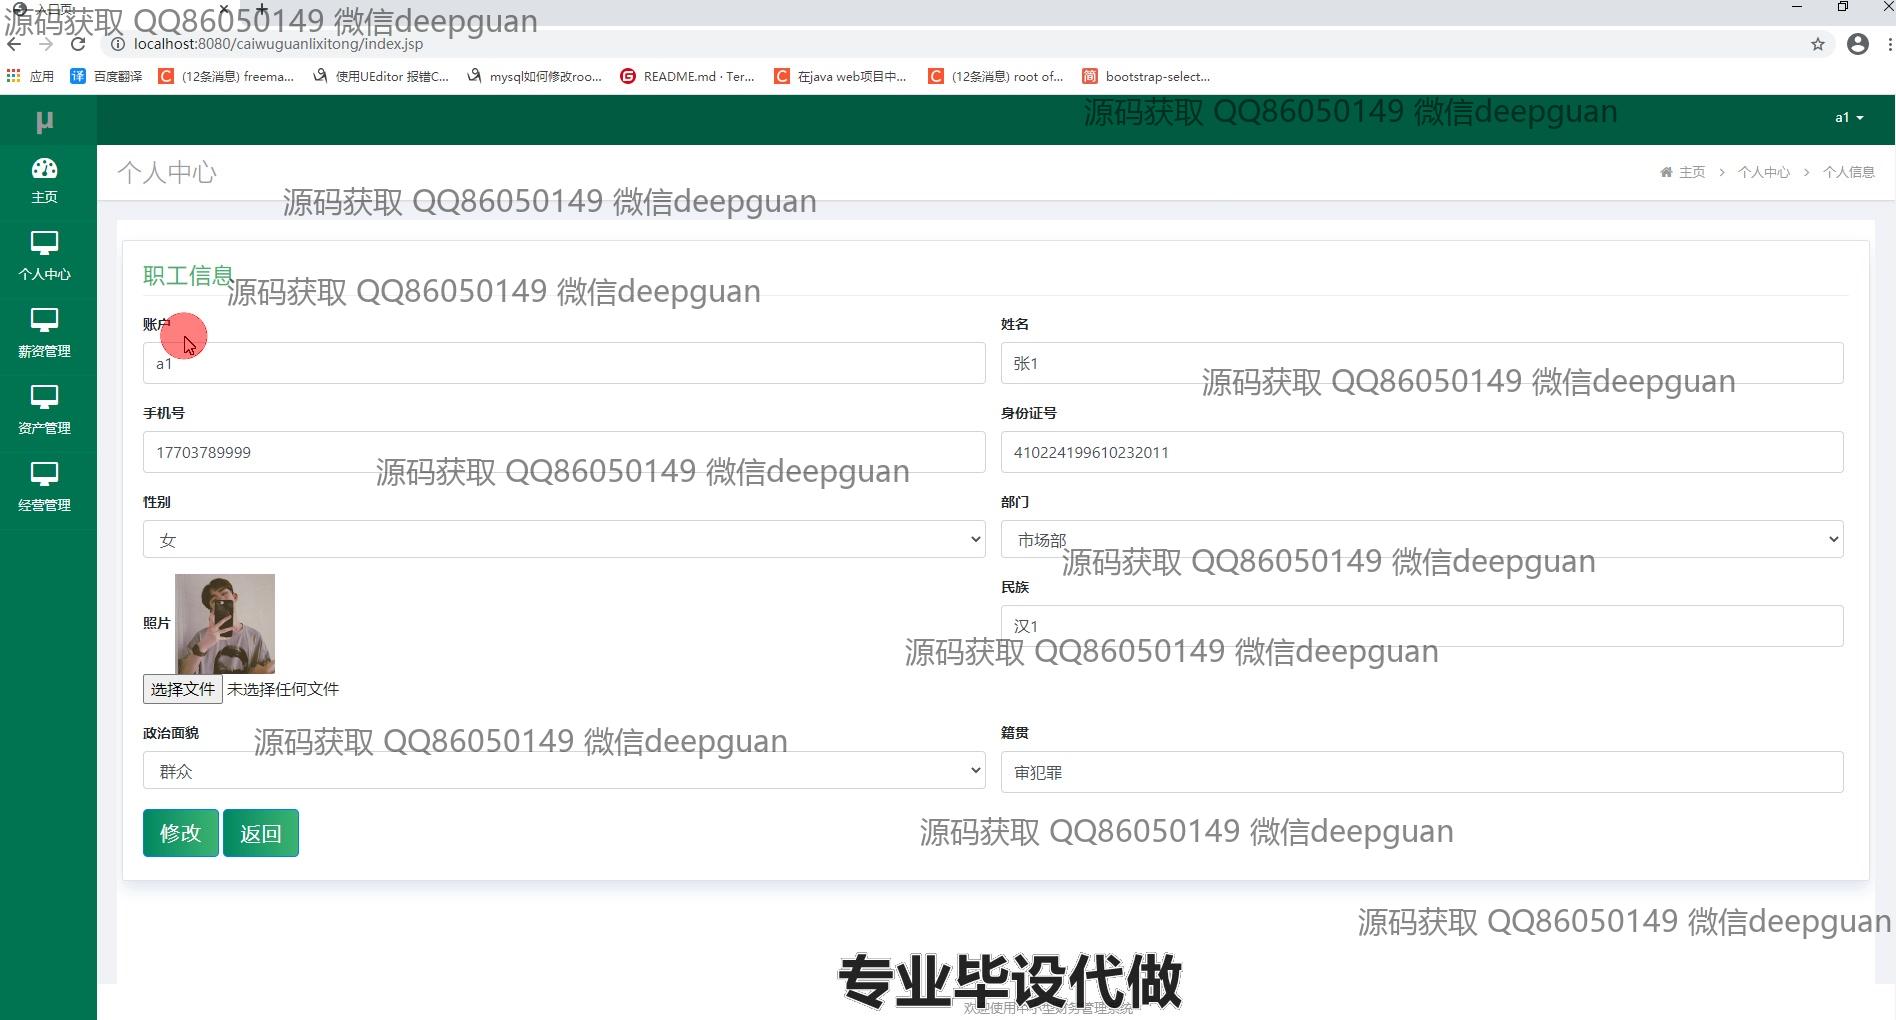 入口页
源码获取 QQ86050149 微信deepguan
localhost:8080/caiwuguanlixitong/index.jsp
应用 百度翻译 (12条消息) freema... 使用UEditor 报错C... mysql如何修改roo... README.md · Ter... 在java web项目中... (12条消息) root of... bootstrap-select...
μ
源码获取 QQ86050149 微信deepguan
a1
主页
个人中心
薪资管理
资产管理
经营管理
个人中心
主页 > 个人中心 > 个人信息
源码获取 QQ86050149 微信deepguan
职工信息
源码获取 QQ86050149 微信deepguan
账户
a1
姓名
张1
源码获取 QQ86050149 微信deepguan
手机号
17703789999
身份证号
410224199610232011
源码获取 QQ86050149 微信deepguan
性别
女
部门
市场部
源码获取 QQ86050149 微信deepguan
照片
选择文件 未选择任何文件
民族
汉1
源码获取 QQ86050149 微信deepguan
政治面貌
群众
源码获取 QQ86050149 微信deepguan
籍贯
审犯罪
修改 返回
源码获取 QQ86050149 微信deepguan
源码获取 QQ86050149 微信deepguan
专业毕设代做
欢迎使用中小型财务管理系统